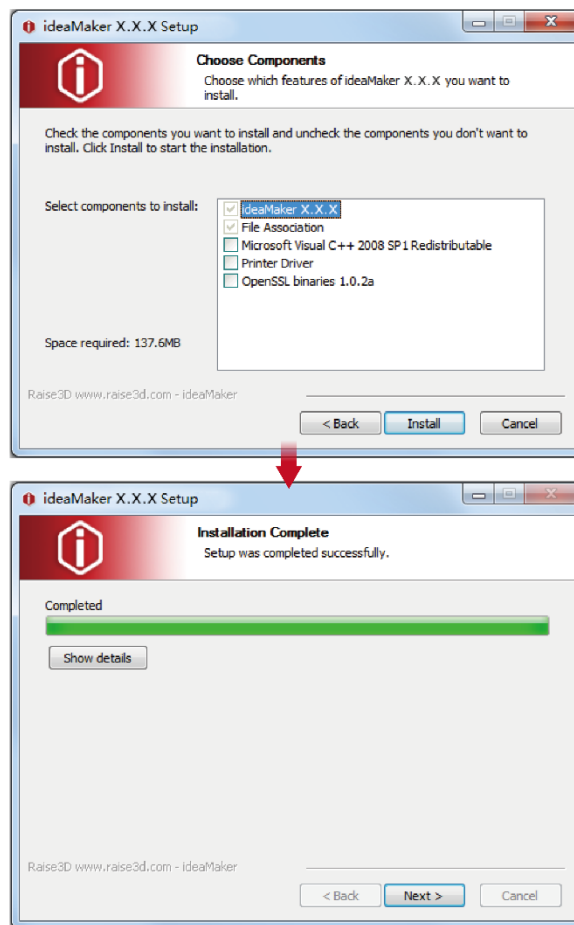 ideaMaker X.X.X Setup
Choose Components
Choose which features of ideaMaker X.X.X you want to
install.
Check the components you want to install and uncheck the components you don't want to
install. Click Install to start the installation.
Select components to install:
ideaMaker X.X.X
File Association
Microsoft Visual C++ 2008 SP1 Redistributable
Printer Driver
OpenSSL binaries 1.0.2a
Space required: 137.6MB
Raise3D www.raise3d.com - ideaMaker
< Back Install Cancel
ideaMaker X.X.X Setup
Installation Complete
Setup was completed successfully.
Completed
Show details
Raise3D www.raise3d.com - ideaMaker
< Back Next > Cancel